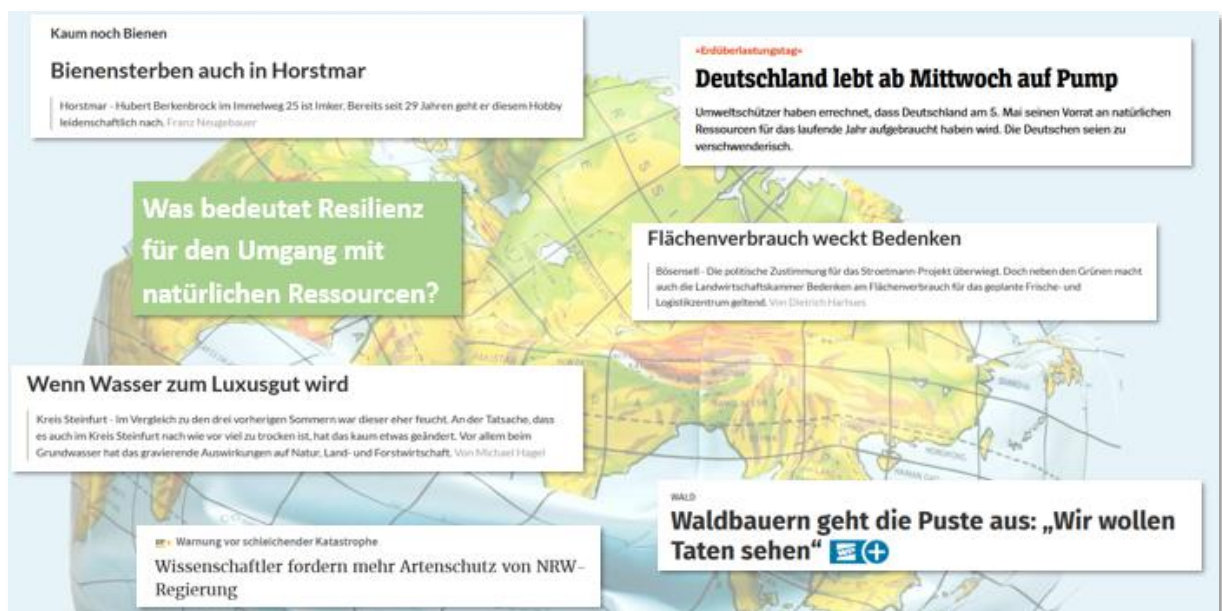 Kaum noch Bienen
Bienensterben auch in Horstmar
Horstmar - Hubert Berkenbrock im Immelweg 25 ist Imker. Bereits seit 29 Jahren geht er diesem Hobby
leidenschaftlich nach. Franz Neugebauer
»Erdüberlastungstag«
Deutschland lebt ab Mittwoch auf Pump
Umweltschützer haben errechnet, dass Deutschland am 5. Mai seinen Vorrat an natürlichen
Ressourcen für das laufende Jahr aufgebraucht haben wird. Die Deutschen seien zu
verschwenderisch.
Was bedeutet Resilienz
für den Umgang mit
natürlichen Ressourcen?
Flächenverbrauch weckt Bedenken
Bösensell - Die politische Zustimmung für das Stroetmann-Projekt überwiegt. Doch neben den Grünen macht
auch die Landwirtschaftskammer Bedenken am Flächenverbrauch für das geplante Frische- und
Logistikzentrum geltend. Von Dietrich Harhues
Wenn Wasser zum Luxusgut wird
Kreis Steinfurt - Im Vergleich zu den drei vorherigen Sommern war dieser eher feucht. An der Tatsache, dass
es auch im Kreis Steinfurt nach wie vor viel zu trocken ist, hat das kaum etwas geändert. Vor allem beim
Grundwasser hat das gravierende Auswirkungen auf Natur, Land- und Forstwirtschaft. Von Michael Hagel
WALD
Waldbauern geht die Puste aus: „Wir wollen
Taten sehen“ WP +
Warnung vor schleichender Katastrophe
Wissenschaftler fordern mehr Artenschutz von NRW-
Regierung
PAKISTAN
HONGKONG